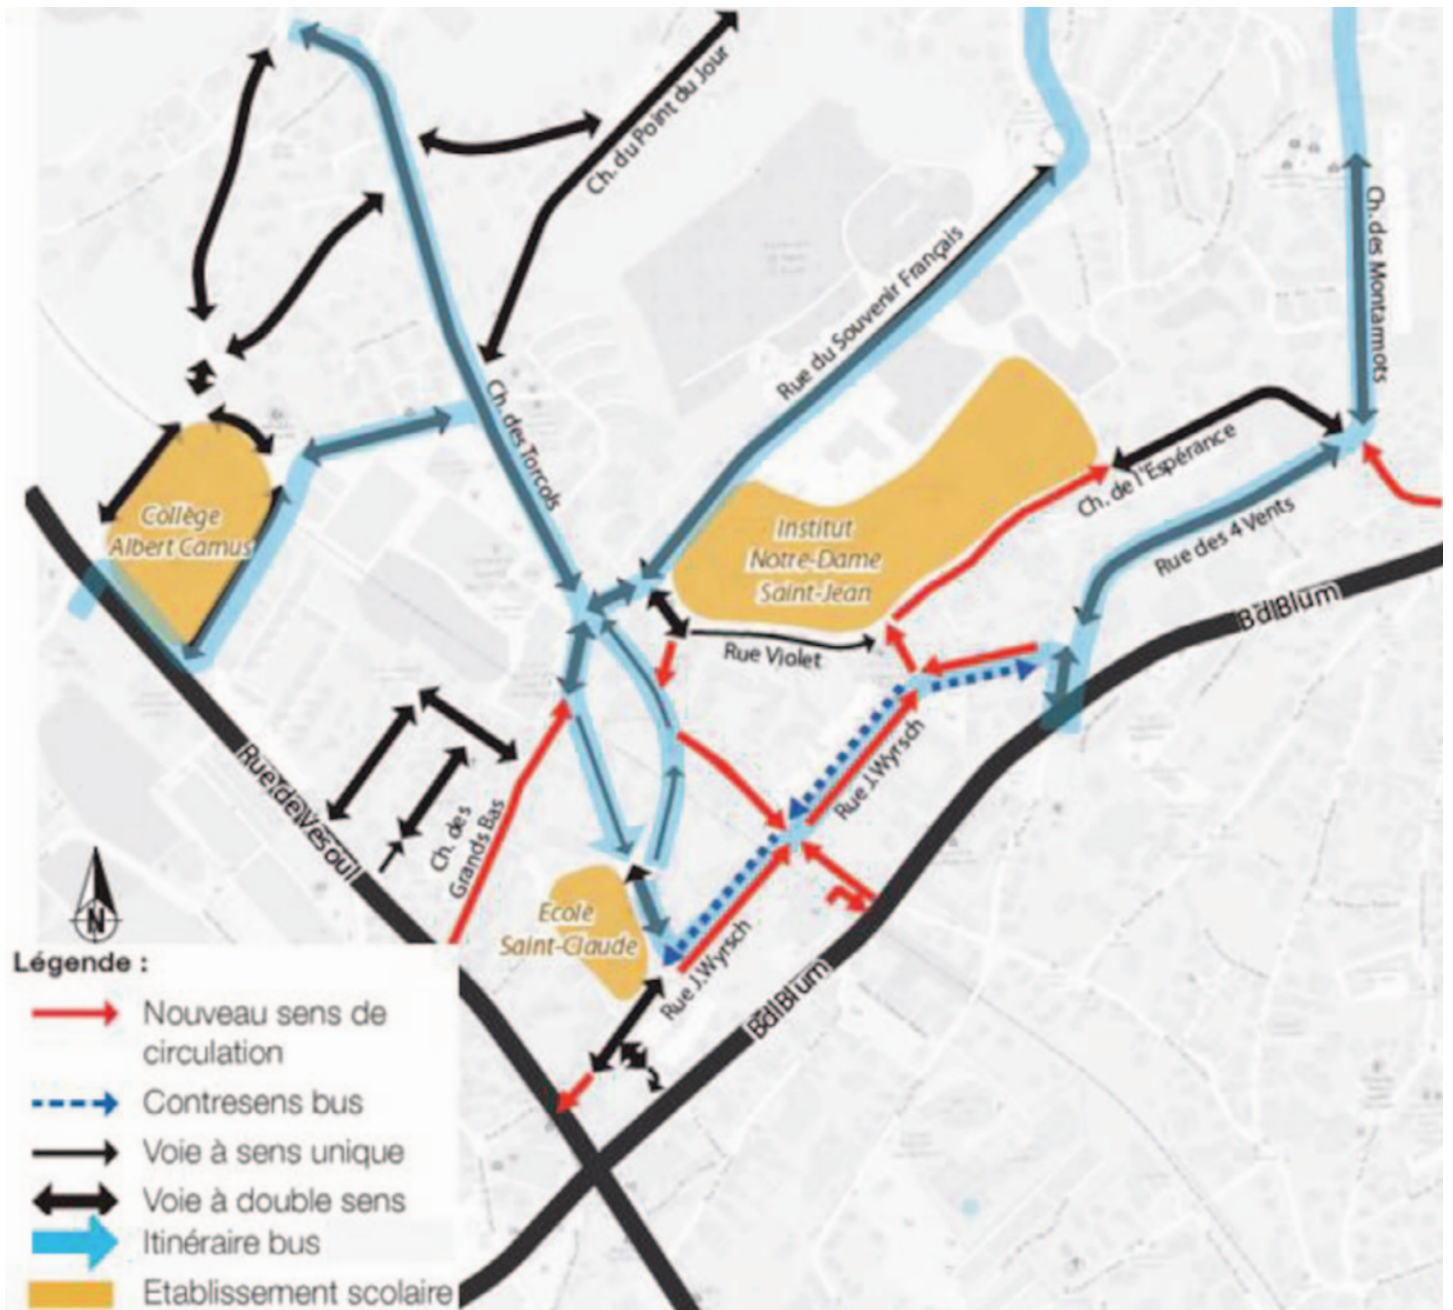 Ch. du Point du Jour
Ch. des Montarmots
Rue du Souvenir Français
Ch. des Torcols
Ch. de l'Espérance
Collège
Albert Camus
Institut
Notre-Dame
Saint-Jean
Rue des 4 Vents
Bd Blum
Rue Violet
Rue J.Wyrsch
Rue de Vesoul
Ch. des
Grands Bas
Ecole
Saint-Claude
Rue J.Wyrsch
Bd Blum
N
Légende :
Nouveau sens de
circulation
Contresens bus
Voie à sens unique
Voie à double sens
Itinéraire bus
Etablissement scolaire